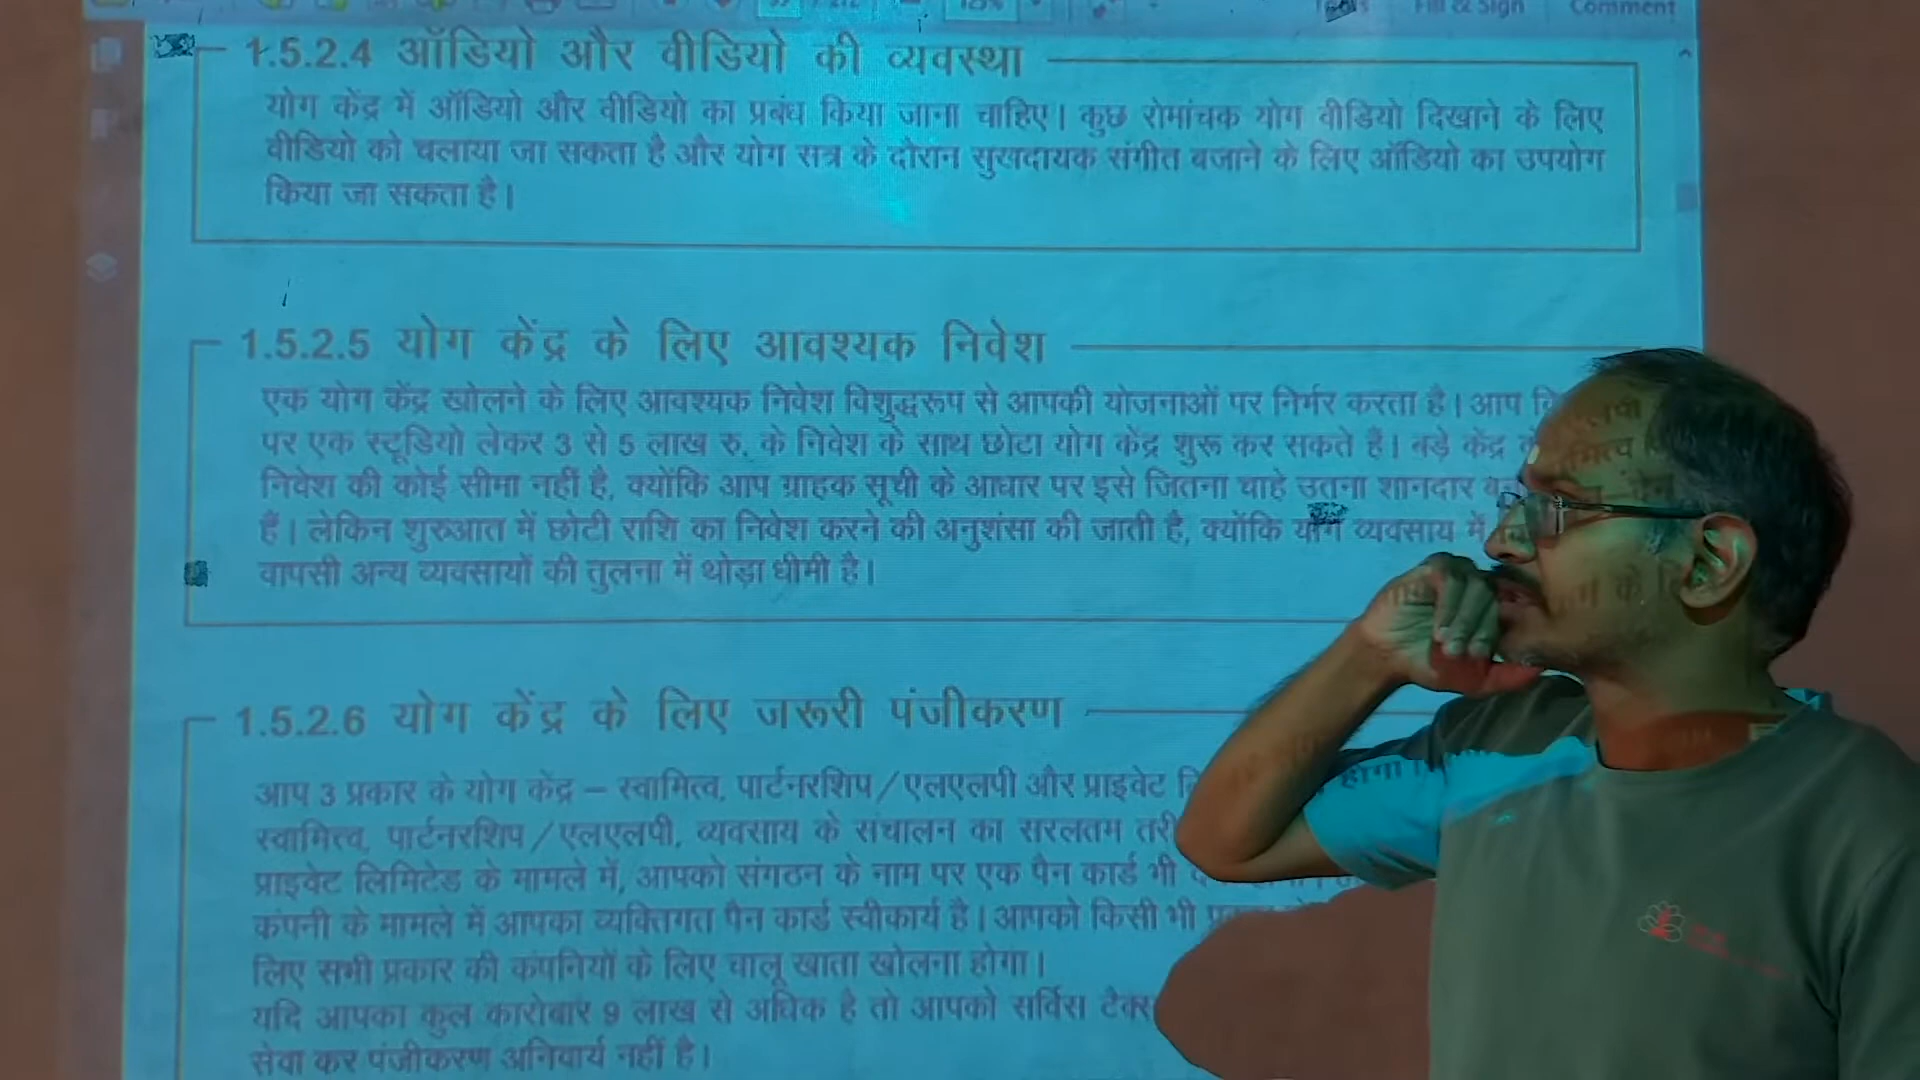 Fill & Sign Comment
1.5.2.4 ऑडियो और वीडियो की व्यवस्था
योग केंद्र में ऑडियो और वीडियो का प्रबंध किया जाना चाहिए। कुछ रोमांचक योग वीडियो दिखाने के लिए
वीडियो को चलाया जा सकता है और योग सत्र के दौरान सुखदायक संगीत बजाने के लिए ऑडियो का उपयोग
किया जा सकता है।
1.5.2.5 योग केंद्र के लिए आवश्यक निवेश
एक योग केंद्र खोलने के लिए आवश्यक निवेश विशुद्धरूप से आपकी योजनाओं पर निर्भर करता है। आप
पर एक स्टूडियो लेकर 3 से 5 लाख रु. के निवेश के साथ छोटा योग केंद्र शुरू कर सकते हैं। बड़े केंद्र
निवेश की कोई सीमा नहीं है, क्योंकि आप ग्राहक सूची के आधार पर इसे जितना चाहे उतना शानदार
हैं। लेकिन शुरुआत में छोटी राशि का निवेश करने की अनुशंसा की जाती है, क्योंकि योग व्यवसाय में
वापसी अन्य व्यवसायों की तुलना में थोड़ा धीमी है।
1.5.2.6 योग केंद्र के लिए जरूरी पंजीकरण
आप 3 प्रकार के योग केंद्र – स्वामित्व, पार्टनरशिप/एलएलपी और प्राइवेट
स्वामित्व, पार्टनरशिप/एलएलपी, व्यवसाय के संचालन का सरलतम
प्राइवेट लिमिटेड के मामले में, आपको संगठन के नाम पर एक पैन कार्ड भी
कंपनी के मामले में आपका व्यक्तिगत पैन कार्ड स्वीकार्य है। आपको किसी भी
लिए सभी प्रकार की कंपनियों के लिए चालू खाता खोलना होगा।
यदि आपका कुल कारोबार 9 लाख से अधिक है तो आपको सर्विस टैक्स
सेवा कर पंजीकरण अनिवार्य नहीं है।